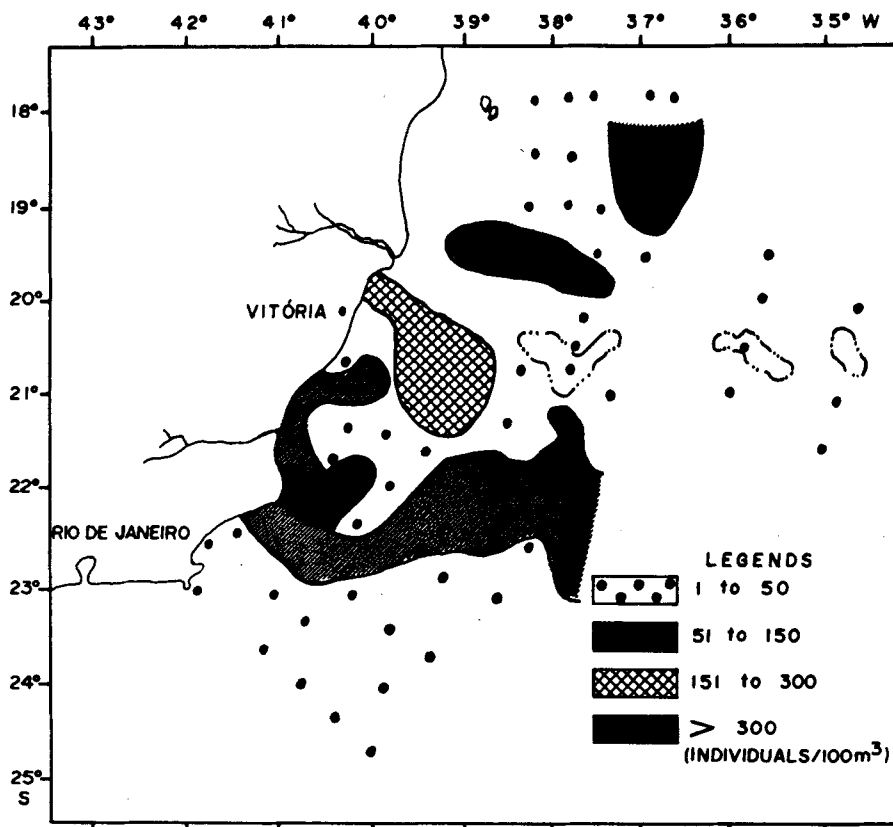 43° 42° 41° 40° 39° 38° 37° 36° 35° W
18°
19°
20°
VITÓRIA
21°
22°
RIO DE JANEIRO
23°
24°
25°
S
LEGENDS
1 to 50
51 to 150
151 to 300
> 300
(INDIVIDUALS/100m³)